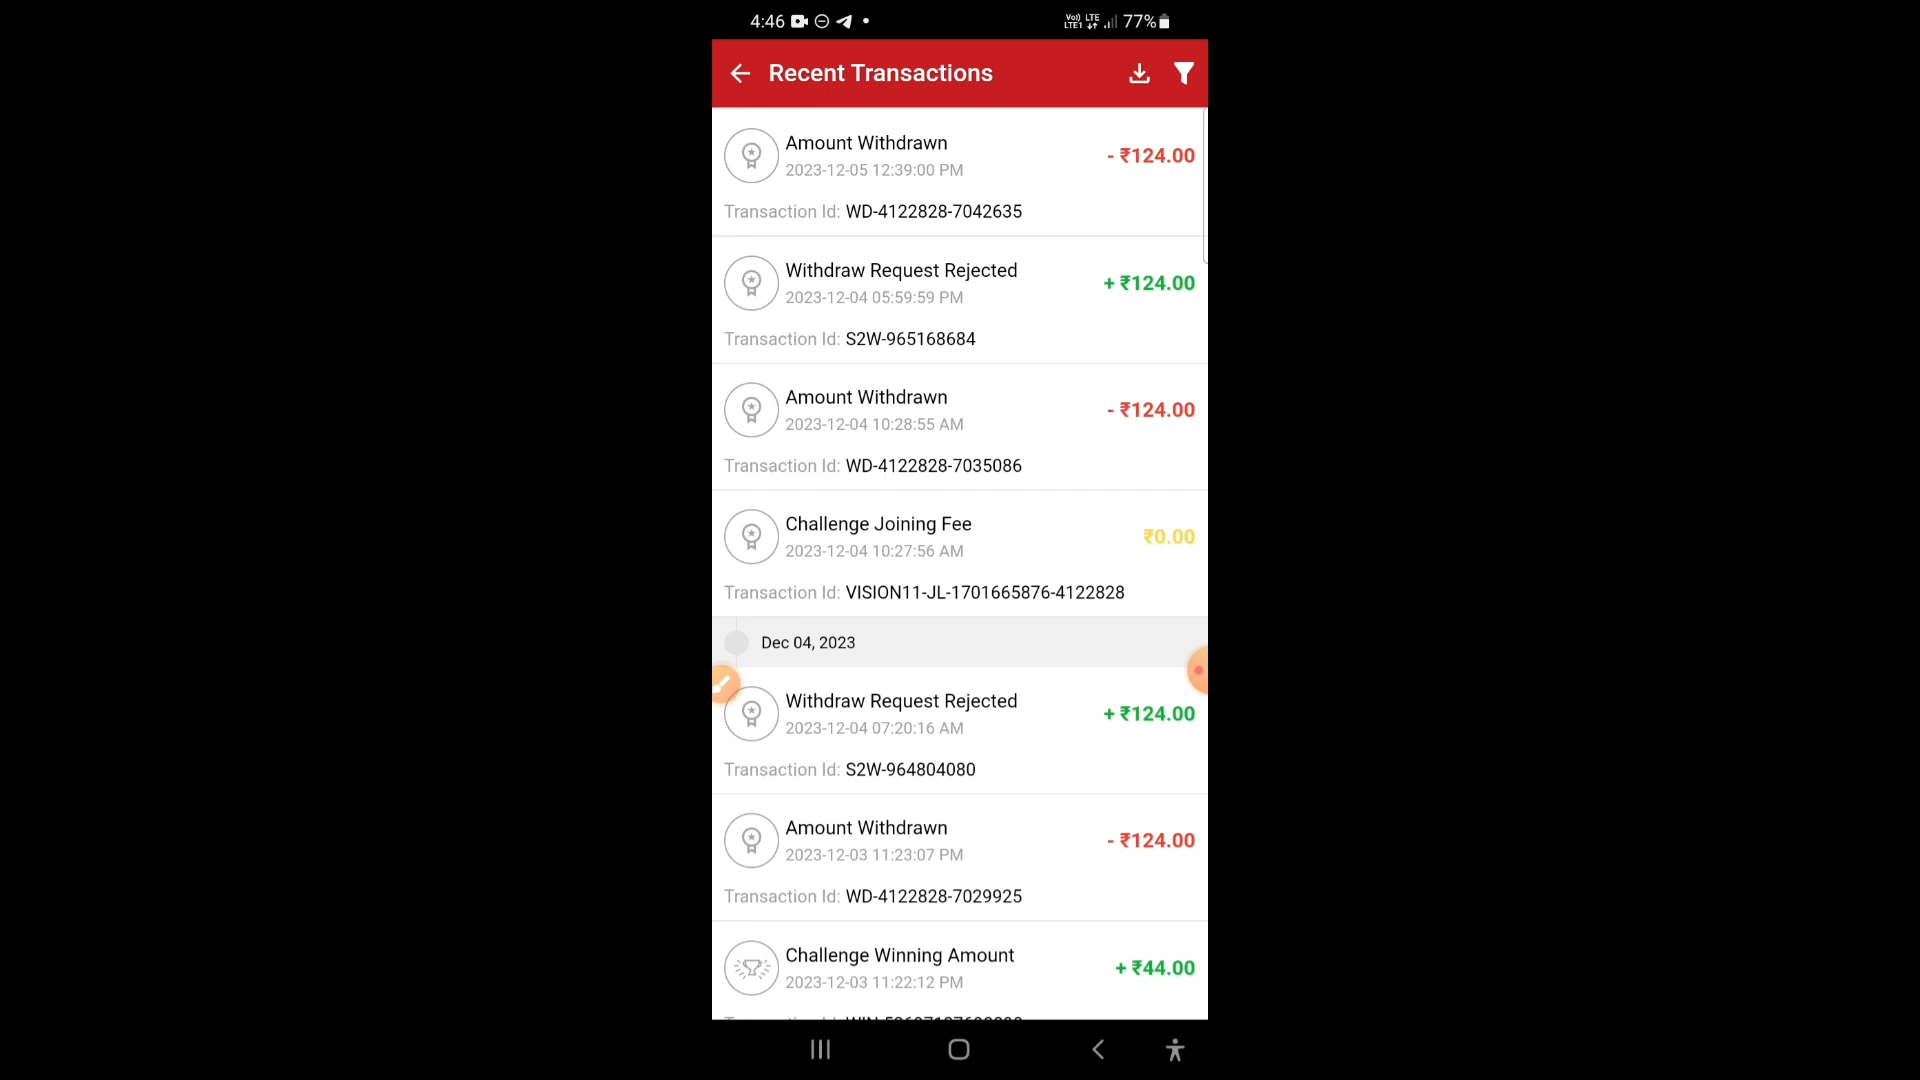 4:46
Vo)) LTE
LTE1
77%
Recent Transactions
Amount Withdrawn
- ₹124.00
2023-12-05 12:39:00 PM
Transaction Id: WD-4122828-7042635
Withdraw Request Rejected
+ ₹124.00
2023-12-04 05:59:59 PM
Transaction Id: S2W-965168684
Amount Withdrawn
- ₹124.00
2023-12-04 10:28:55 AM
Transaction Id: WD-4122828-7035086
Challenge Joining Fee
₹0.00
2023-12-04 10:27:56 AM
Transaction Id: VISION11-JL-1701665876-4122828
Dec 04, 2023
Withdraw Request Rejected
+ ₹124.00
2023-12-04 07:20:16 AM
Transaction Id: S2W-964804080
Amount Withdrawn
- ₹124.00
2023-12-03 11:23:07 PM
Transaction Id: WD-4122828-7029925
Challenge Winning Amount
+ ₹44.00
2023-12-03 11:22:12 PM